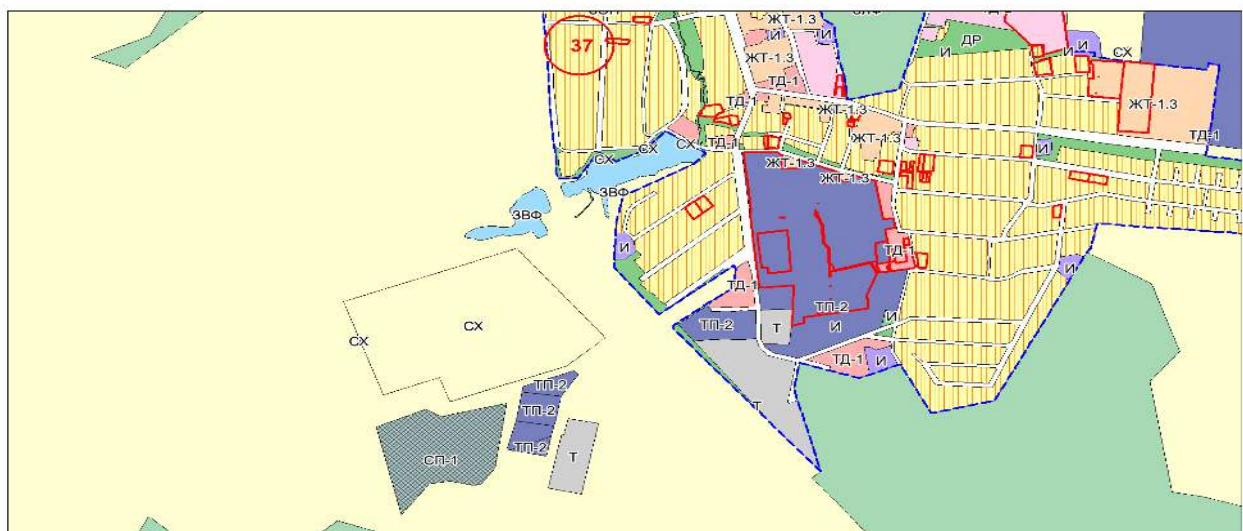 ЖТ-1.3
И
ДР
И
И
И
СХ
37
ЖТ-1.3
ТД-1
ТД-1
ЖТ-1.3
ЖТ-1.3
ЖТ-1.3
ТД-1
СХ
СХ
СХ
ТД-1
ЖТ-1.3
И
ЖТ-1.3
ЗВФ
ЗВФ
И
ТД-1
И
ТД-1
ТП-2
СХ
ТП-2
Т
И
И
СХ
ТД-1
И
ТП-2
Т
ТП-2
ТП-2
СП-1
Т